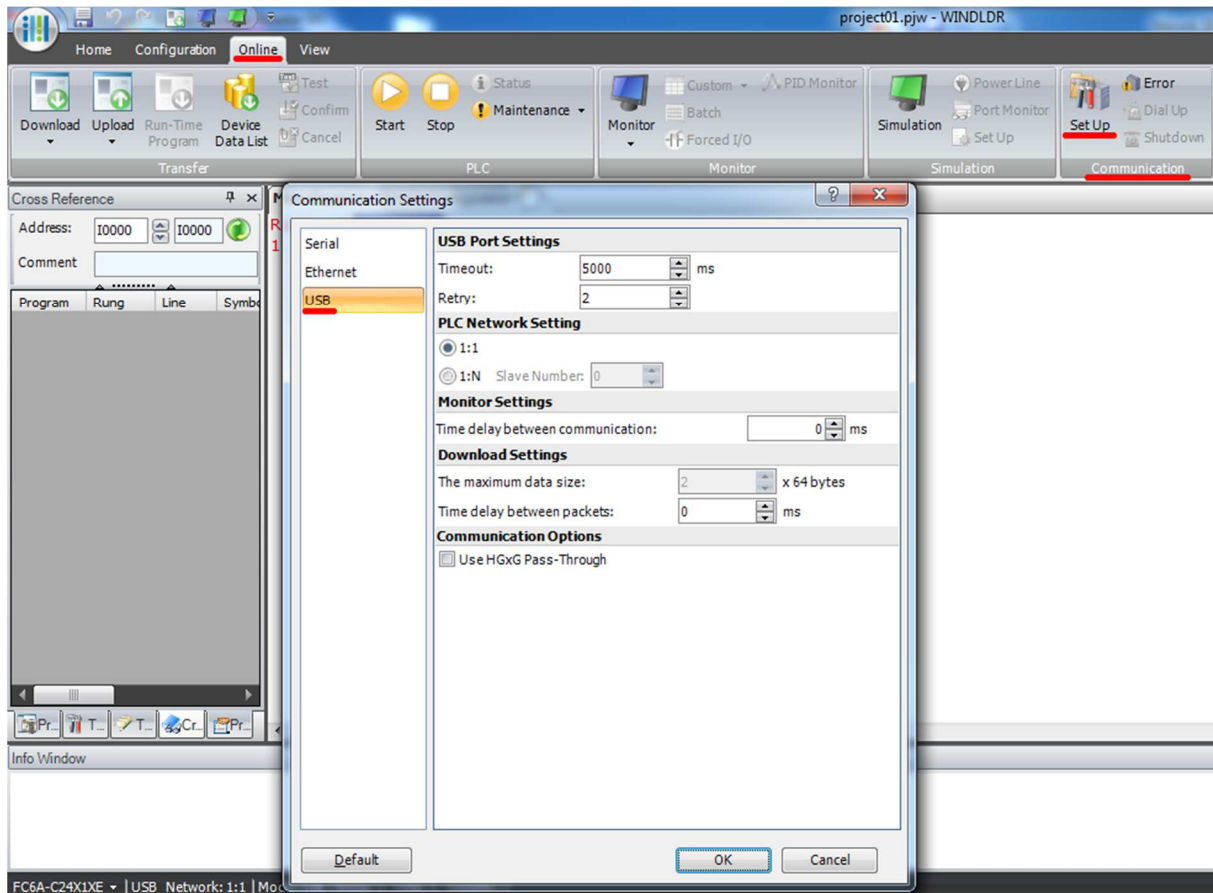 project01.pjw - WINDLDR
Home Configuration Online View
Download Upload Run-Time Program Device Data List Test Confirm Cancel
Transfer
Start Stop Status Maintenance
PLC
Monitor Custom Batch Forced I/O PID Monitor
Monitor
Simulation Power Line Port Monitor Set Up
Simulation
Set Up Error Dial Up Shutdown
Communication
Cross Reference
Address: I0000 I0000
Comment
Program Rung Line Symbo
Pr... T... T... Cr... Pr...
M
R
1
Communication Settings
Serial
Ethernet
USB
USB Port Settings
Timeout: 5000 ms
Retry: 2
PLC Network Setting
1:1
1:N Slave Number: 0
Monitor Settings
Time delay between communication: 0 ms
Download Settings
The maximum data size: 2 x 64 bytes
Time delay between packets: 0 ms
Communication Options
Use HGxG Pass-Through
Default OK Cancel
Info Window
FC6A-C24X1XE | USB Network: 1:1 | Mo